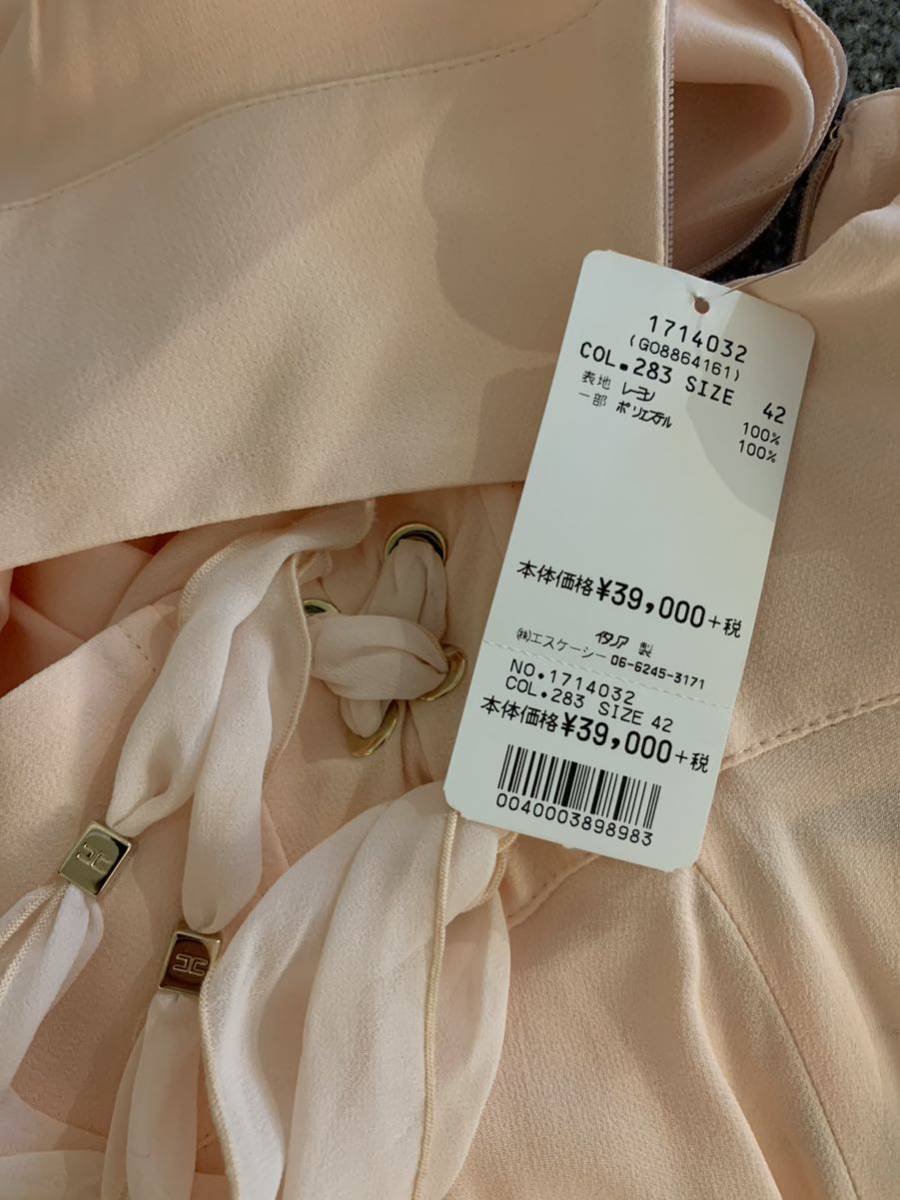 1714032
(GO8864161)
COL.283 SIZE 42
表地 レーヨン 100%
一部 ポリエステル 100%
本体価格¥39,000+税
イタリア 製
㈱エスケーシー 06-6245-3171
NO.1714032
COL.283 SIZE 42
本体価格¥39,000+税
0040003898983